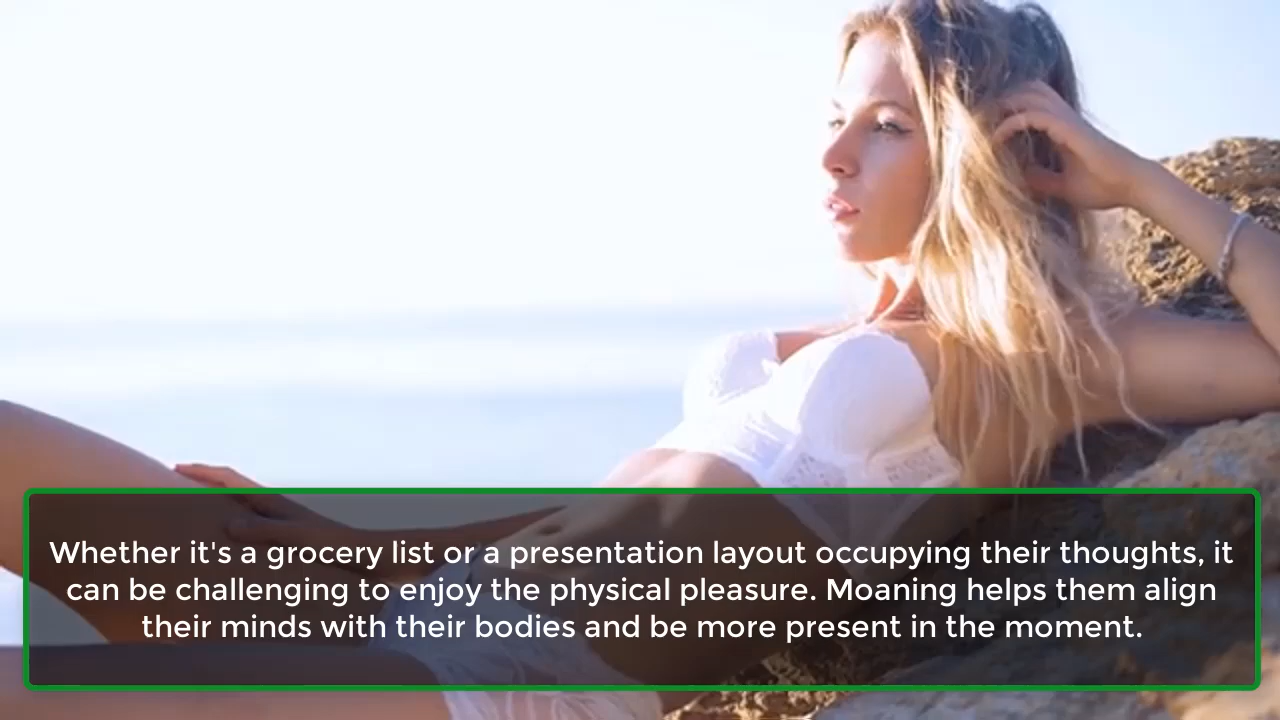 Whether it's a grocery list or a presentation layout occupying their thoughts, it
can be challenging to enjoy the physical pleasure. Moaning helps them align
their minds with their bodies and be more present in the moment.